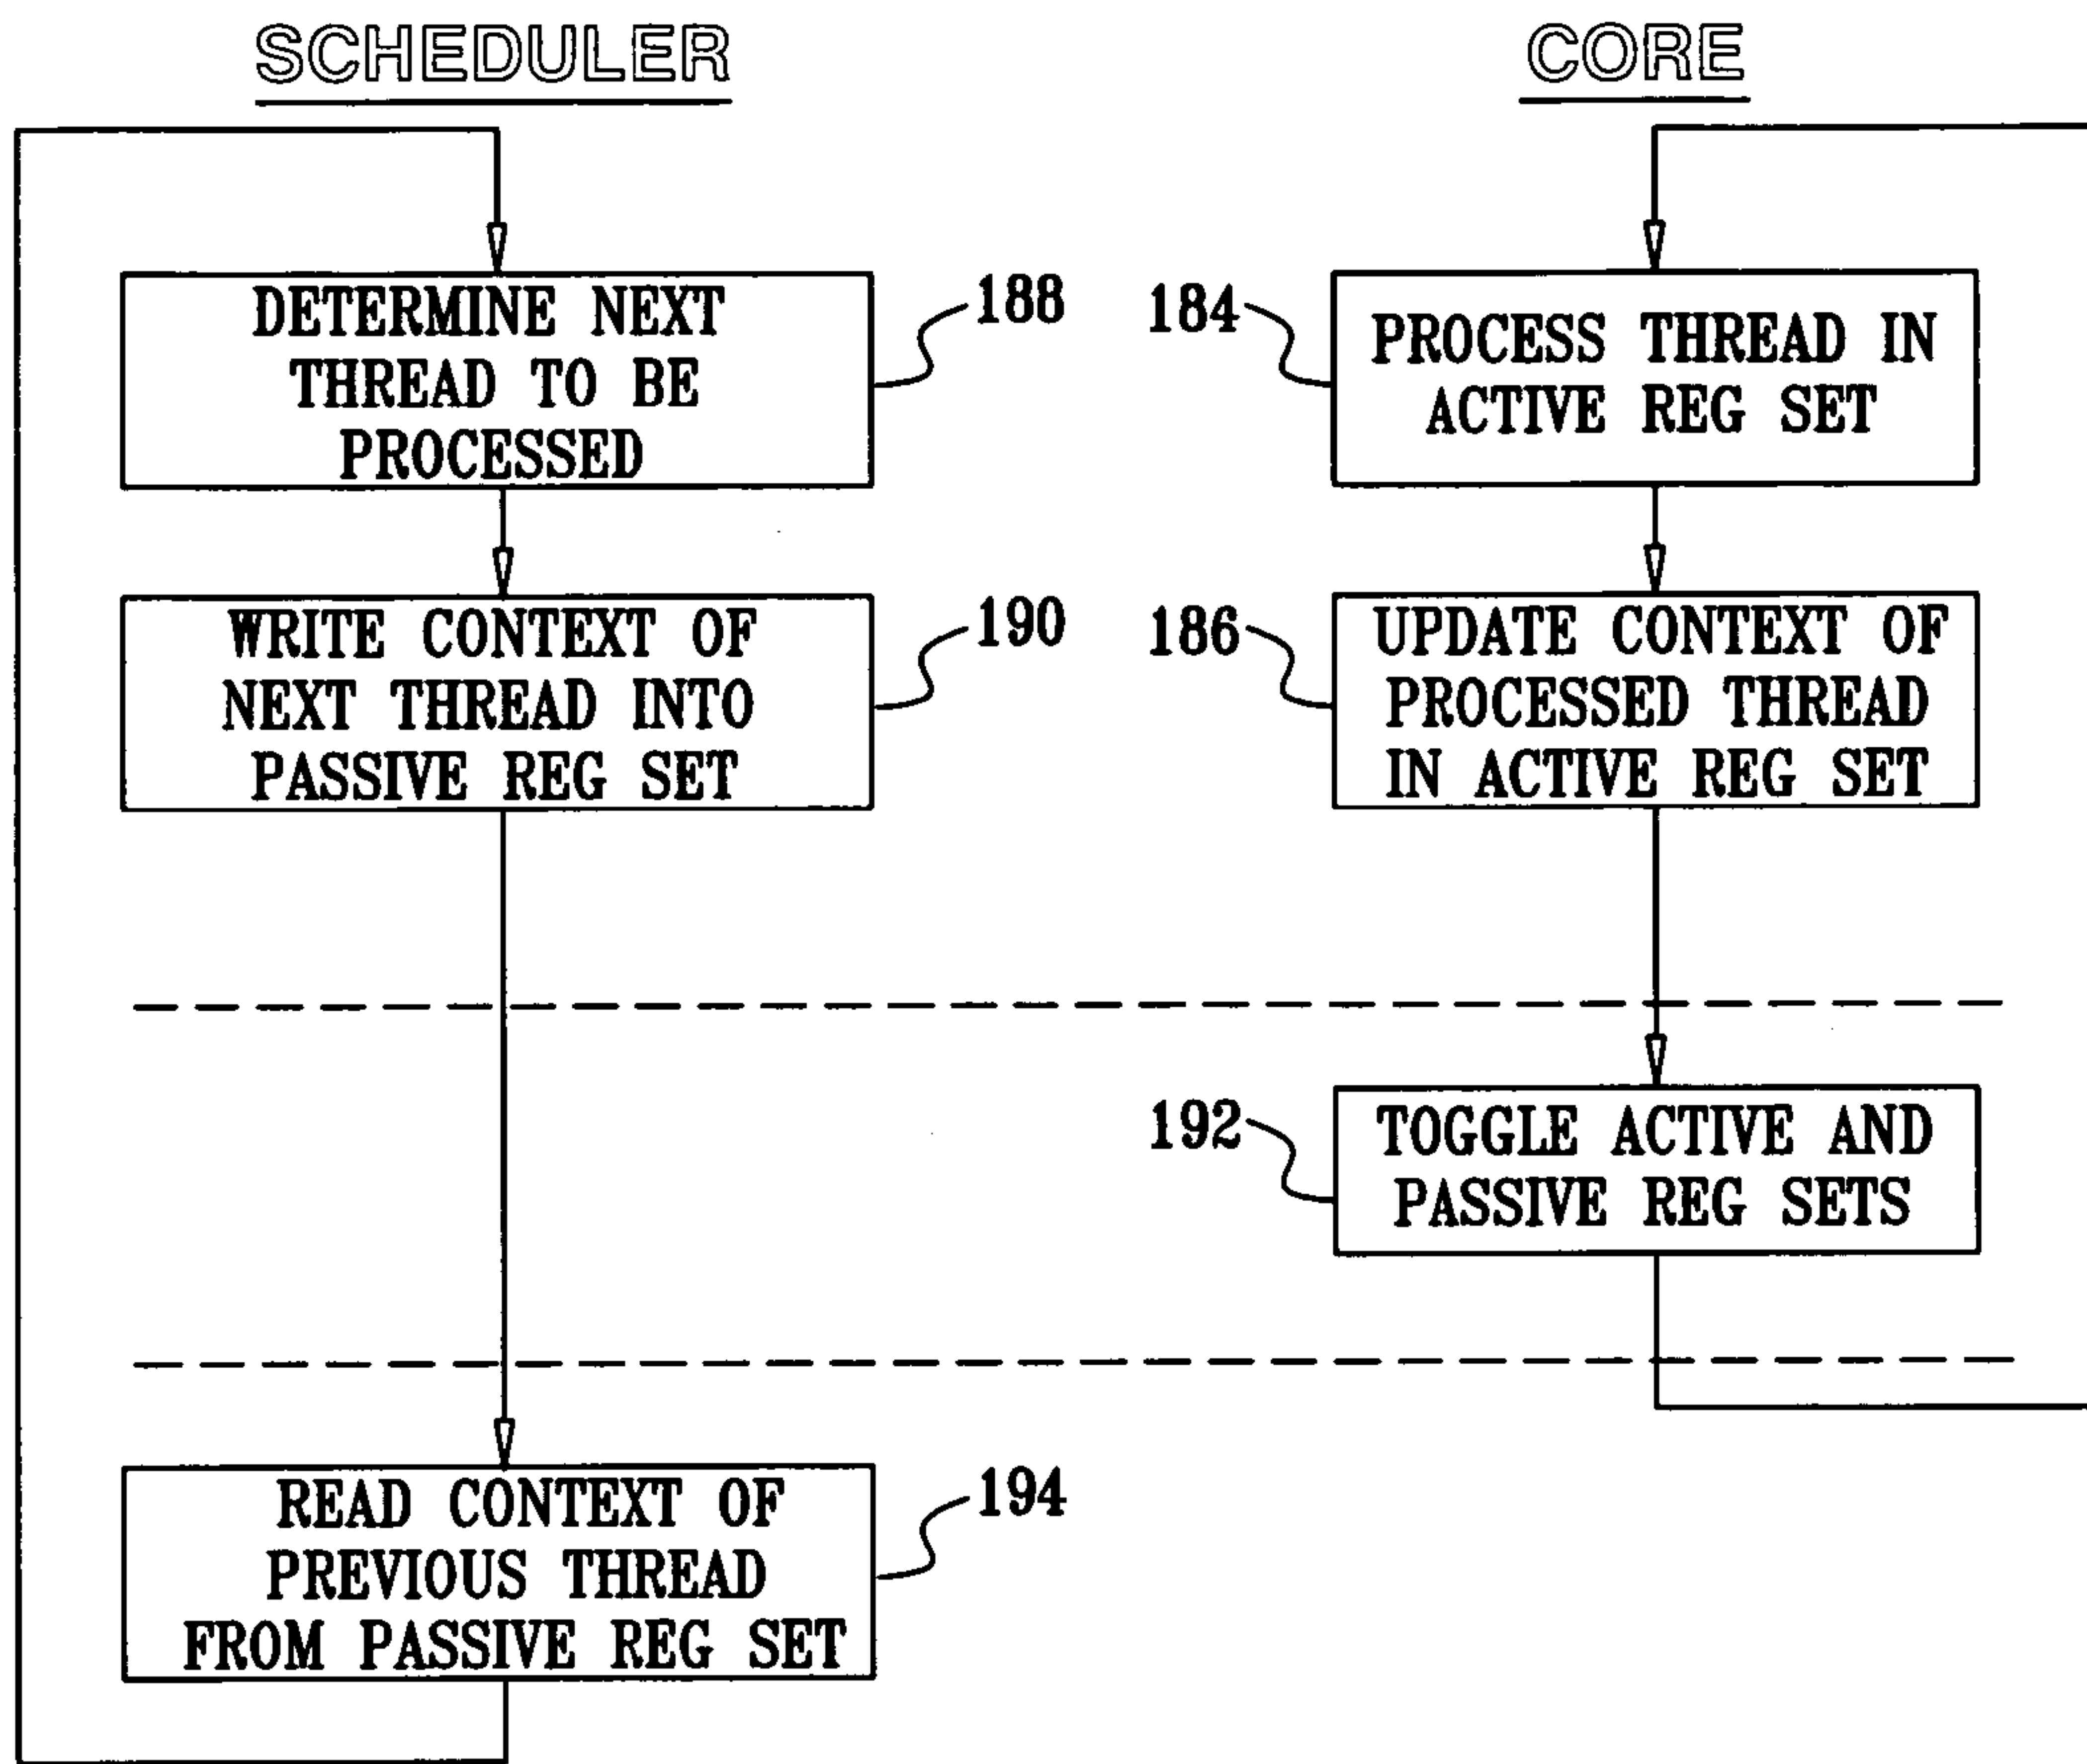 SCHEDULER
CORE
DETERMINE NEXT
THREAD TO BE
PROCESSED
188
184
PROCESS THREAD IN
ACTIVE REG SET
WRITE CONTEXT OF
NEXT THREAD INTO
PASSIVE REG SET
190
186
UPDATE CONTEXT OF
PROCESSED THREAD
IN ACTIVE REG SET
192
TOGGLE ACTIVE AND
PASSIVE REG SETS
READ CONTEXT OF
PREVIOUS THREAD
FROM PASSIVE REG SET
194